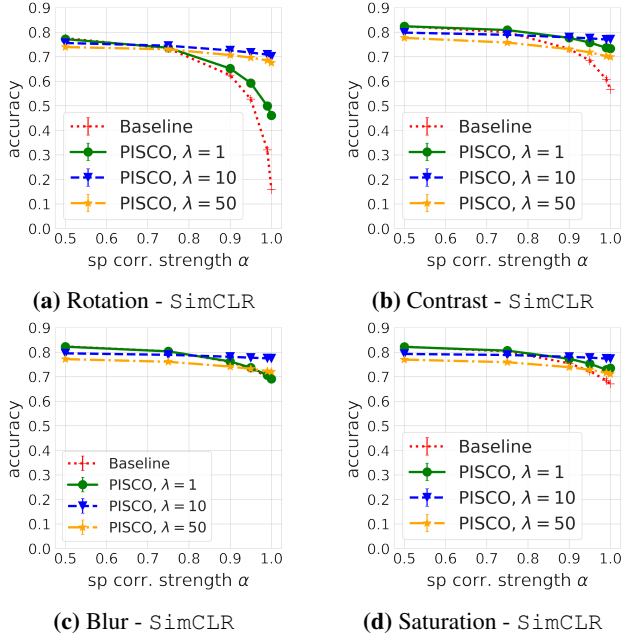 0.9
0.8
0.7
0.6
0.5
0.4
0.3
0.2
0.1
0.0
accuracy
Baseline
PISCO, λ = 1
PISCO, λ = 10
PISCO, λ = 50
0.5 0.6 0.7 0.8 0.9 1.0
sp corr. strength α
(a) Rotation - SimCLR
0.9
0.8
0.7
0.6
0.5
0.4
0.3
0.2
0.1
0.0
accuracy
Baseline
PISCO, λ = 1
PISCO, λ = 10
PISCO, λ = 50
0.5 0.6 0.7 0.8 0.9 1.0
sp corr. strength α
(b) Contrast - SimCLR
0.9
0.8
0.7
0.6
0.5
0.4
0.3
0.2
0.1
0.0
accuracy
Baseline
PISCO, λ = 1
PISCO, λ = 10
PISCO, λ = 50
0.5 0.6 0.7 0.8 0.9 1.0
sp corr. strength α
(c) Blur - SimCLR
0.9
0.8
0.7
0.6
0.5
0.4
0.3
0.2
0.1
0.0
accuracy
Baseline
PISCO, λ = 1
PISCO, λ = 10
PISCO, λ = 50
0.5 0.6 0.7 0.8 0.9 1.0
sp corr. strength α
(d) Saturation - SimCLR